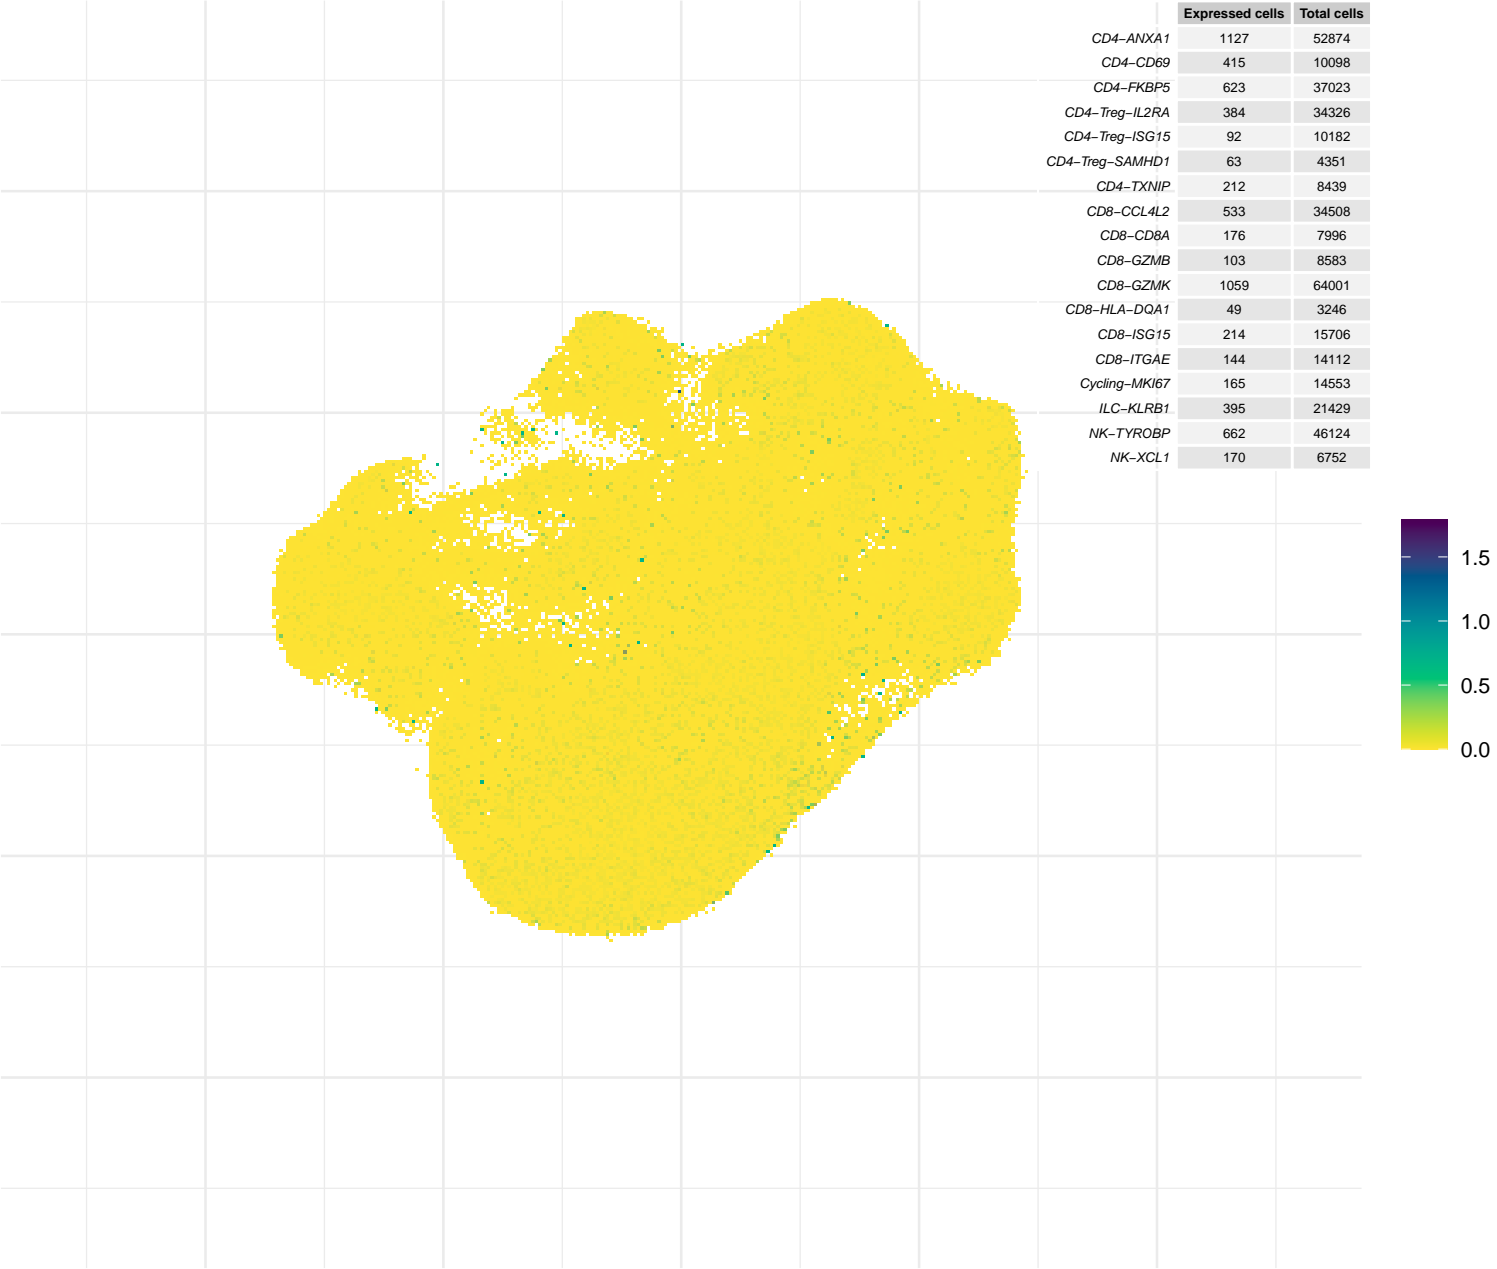 Expressed cells Total cells
CD4−ANXA1 1127 52874
CD4−CD69 415 10098
CD4−FKBP5 623 37023
CD4−Treg−IL2RA 384 34326
CD4−Treg−ISG15 92 10182
CD4−Treg−SAMHD1 63 4351
CD4−TXNIP 212 8439
CD8−CCL4L2 533 34508
CD8−CD8A 176 7996
CD8−GZMB 103 8583
CD8−GZMK 1059 64001
CD8−HLA−DQA1 49 3246
CD8−ISG15 214 15706
CD8−ITGAE 144 14112
Cycling−MKI67 165 14553
ILC−KLRB1 395 21429
NK−TYROBP 662 46124
NK−XCL1 170 6752
1.5
1.0
0.5
0.0